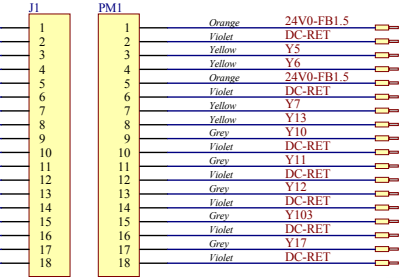 J1 PM1
1 1 Orange 24V0-FB1.5
2 2 Violet DC-RET
3 3 Yellow Y5
4 4 Yellow Y6
5 5 Orange 24V0-FB1.5
6 6 Violet DC-RET
7 7 Yellow Y7
8 8 Yellow Y13
9 9 Grey Y10
10 10 Violet DC-RET
11 11 Grey Y11
12 12 Violet DC-RET
13 13 Grey Y12
14 14 Violet DC-RET
15 15 Grey Y103
16 16 Violet DC-RET
17 17 Grey Y17
18 18 Violet DC-RET